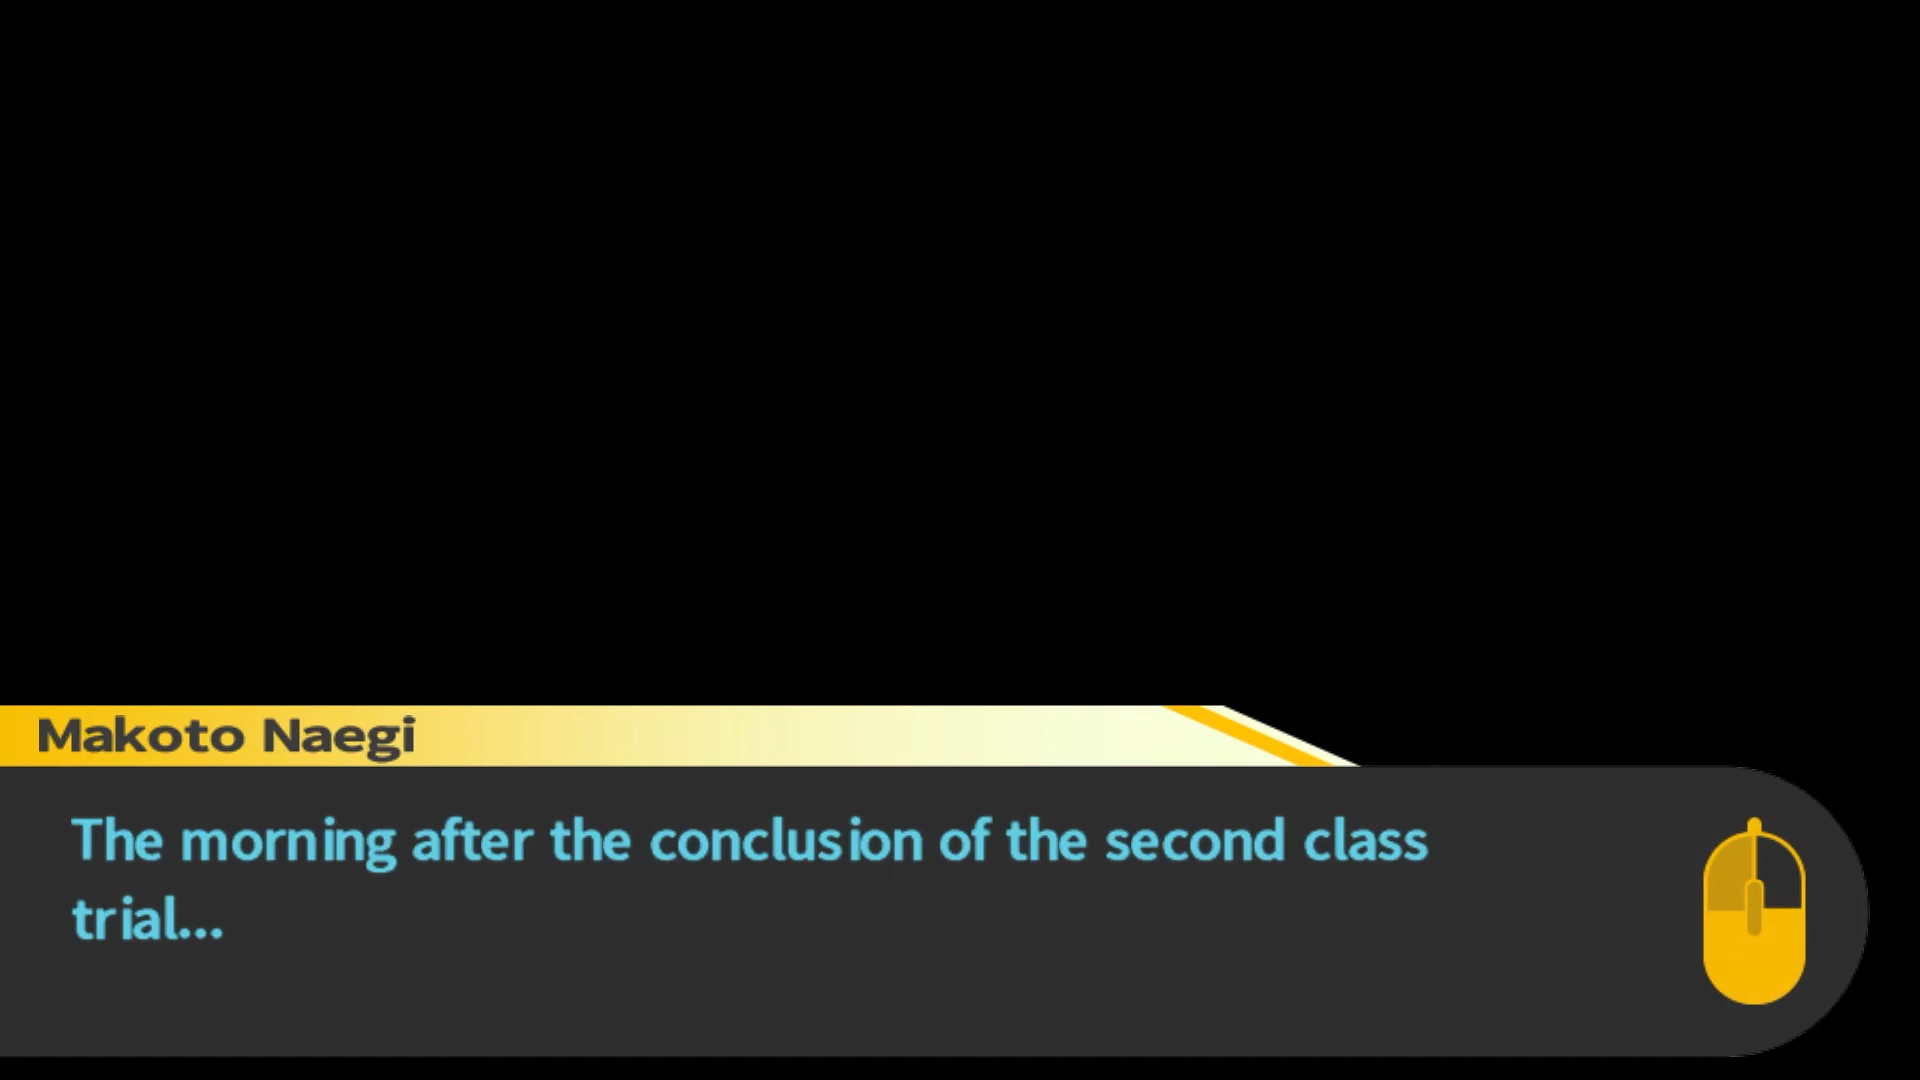 Makoto Naegi
The morning after the conclusion of the second class
trial...